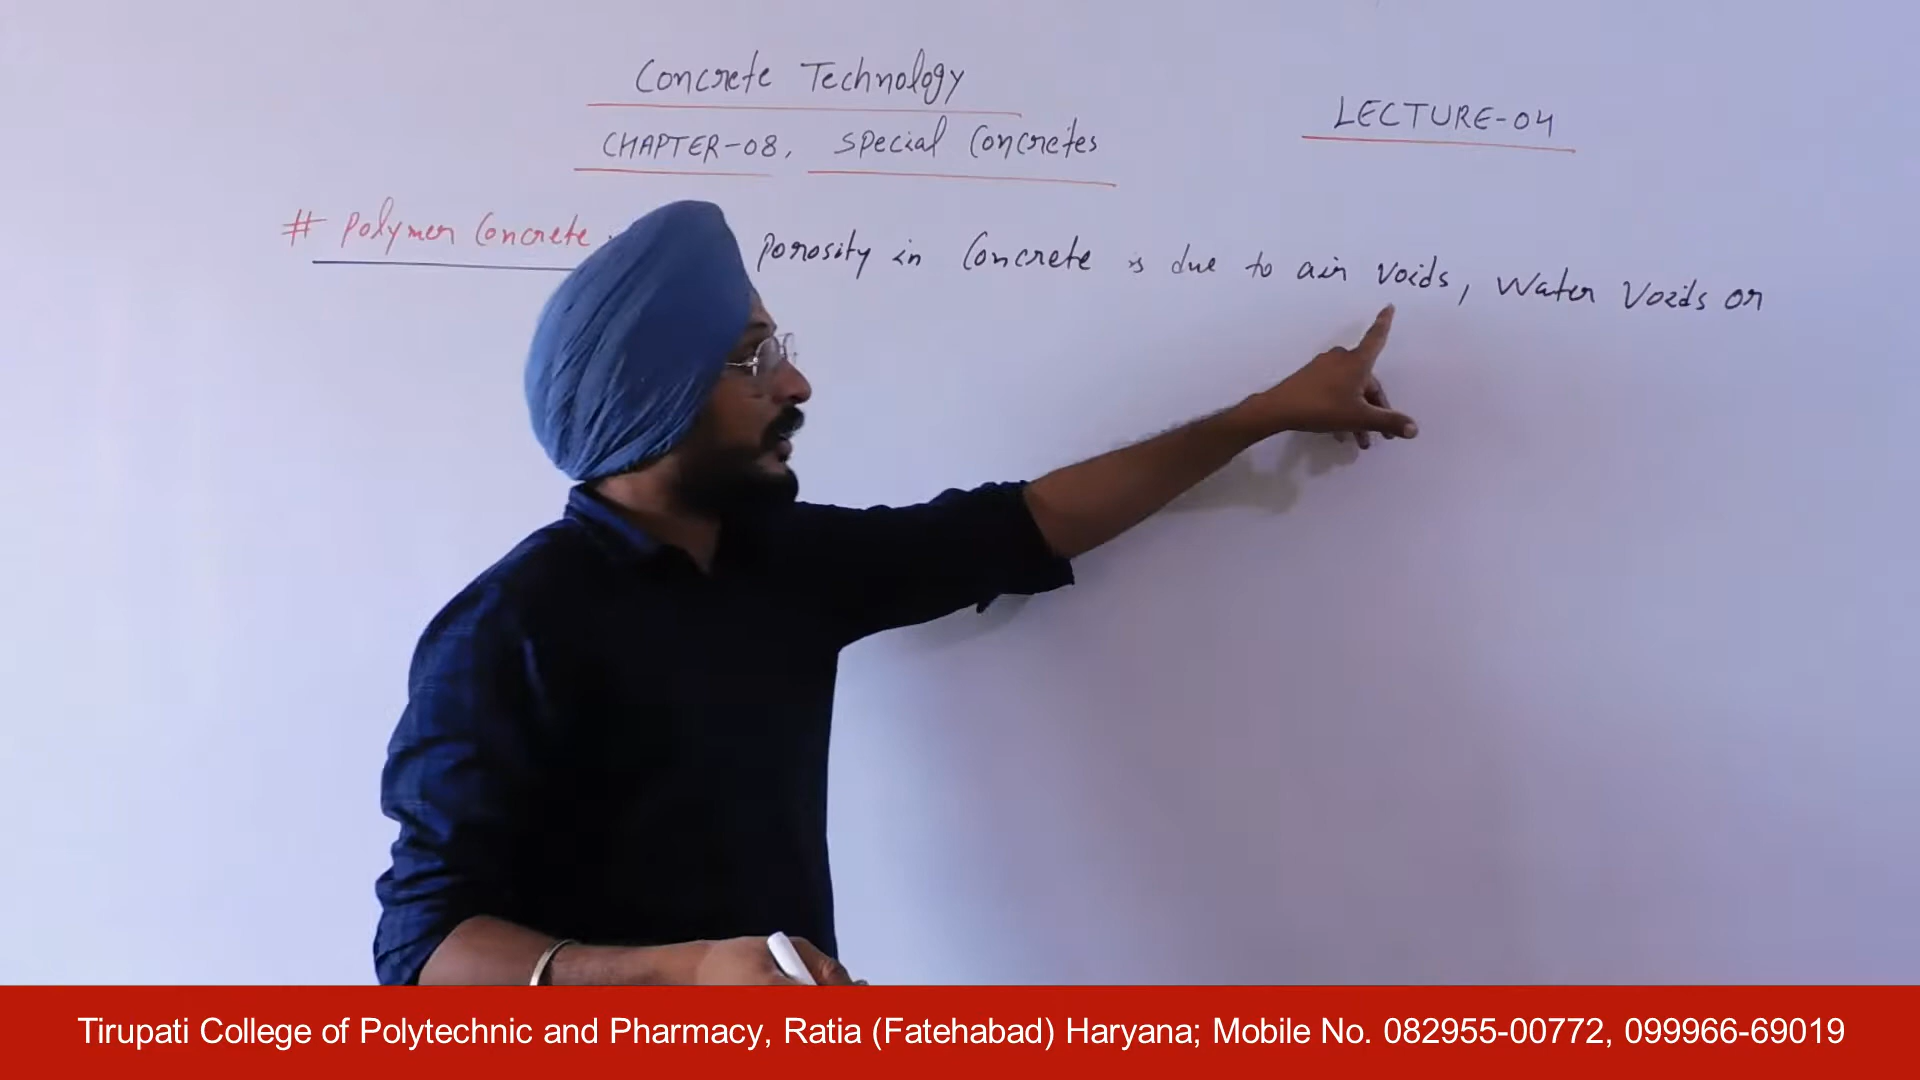 Concrete Technology
LECTURE-04
CHAPTER-08, Special Concretes
# Polymer Concrete porosity in Concrete is due to air voids, Water Voids or
Tirupati College of Polytechnic and Pharmacy, Ratia (Fatehabad) Haryana; Mobile No. 082955-00772, 099966-69019